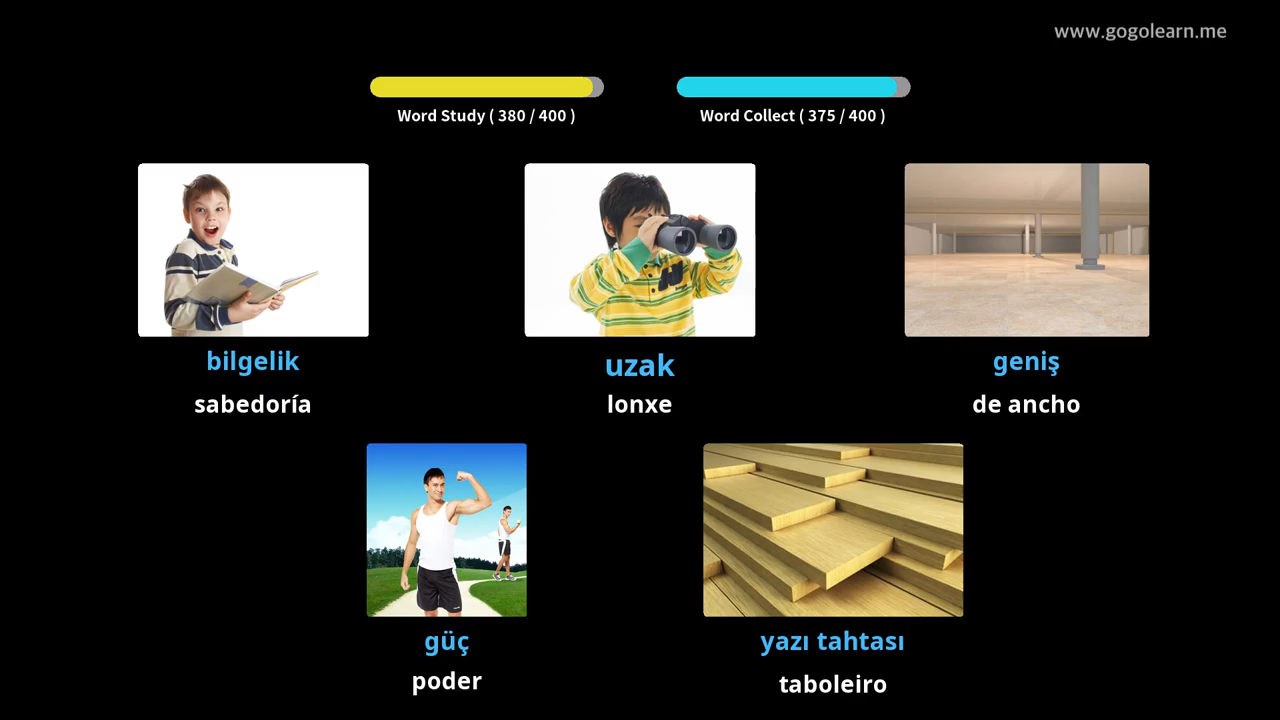 www.gogolearn.me
Word Study ( 380 / 400 )
Word Collect ( 375 / 400 )
bilgelik
sabedoría
uzak
lonxe
geniş
de ancho
güç
poder
yazı tahtası
taboleiro